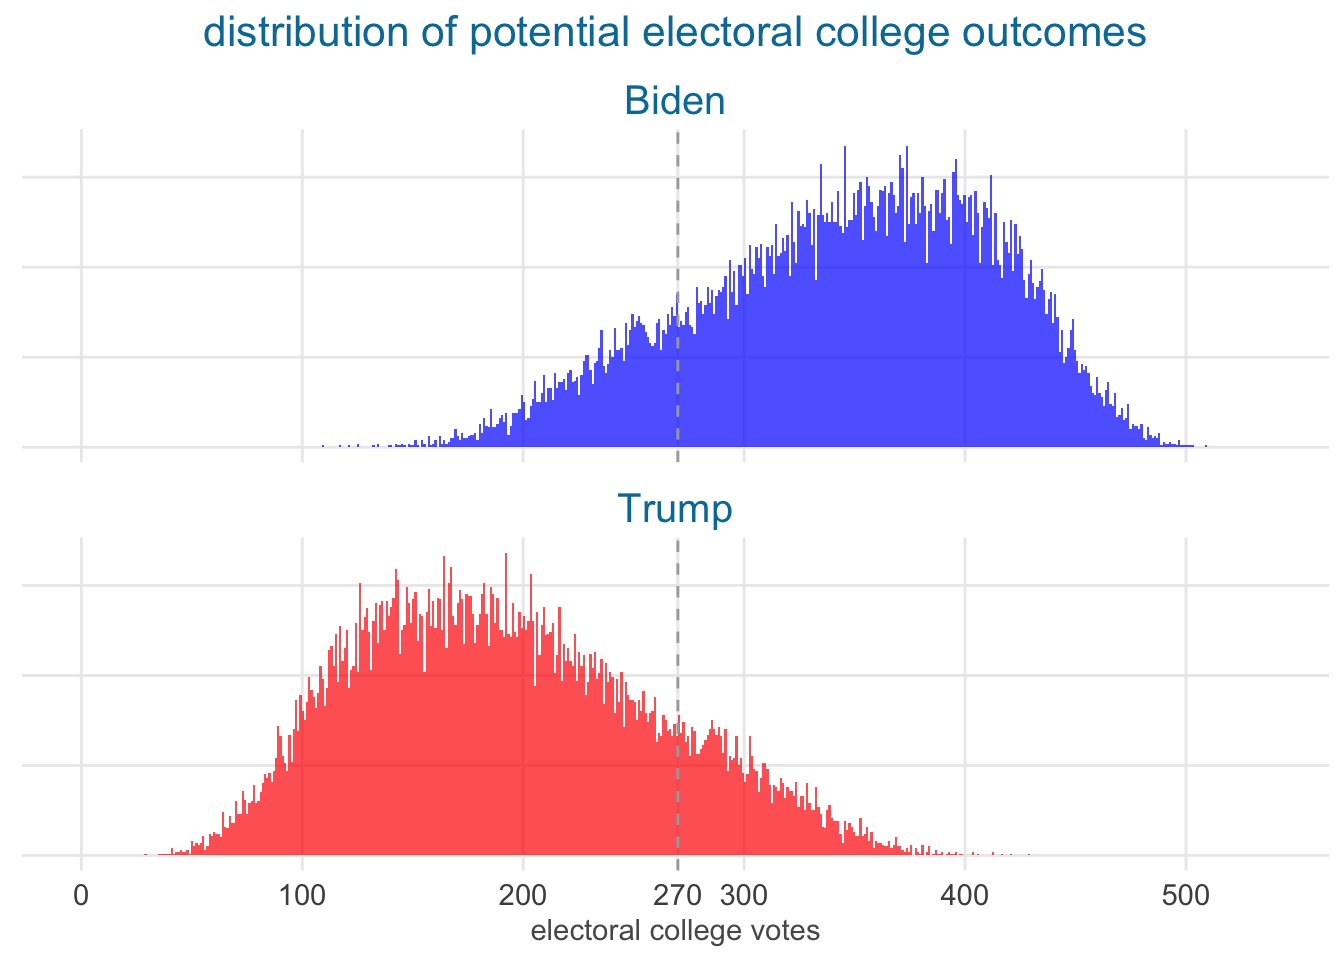 distribution of potential electoral college outcomes
Biden
Trump
0 100 200 270 300 400 500
electoral college votes